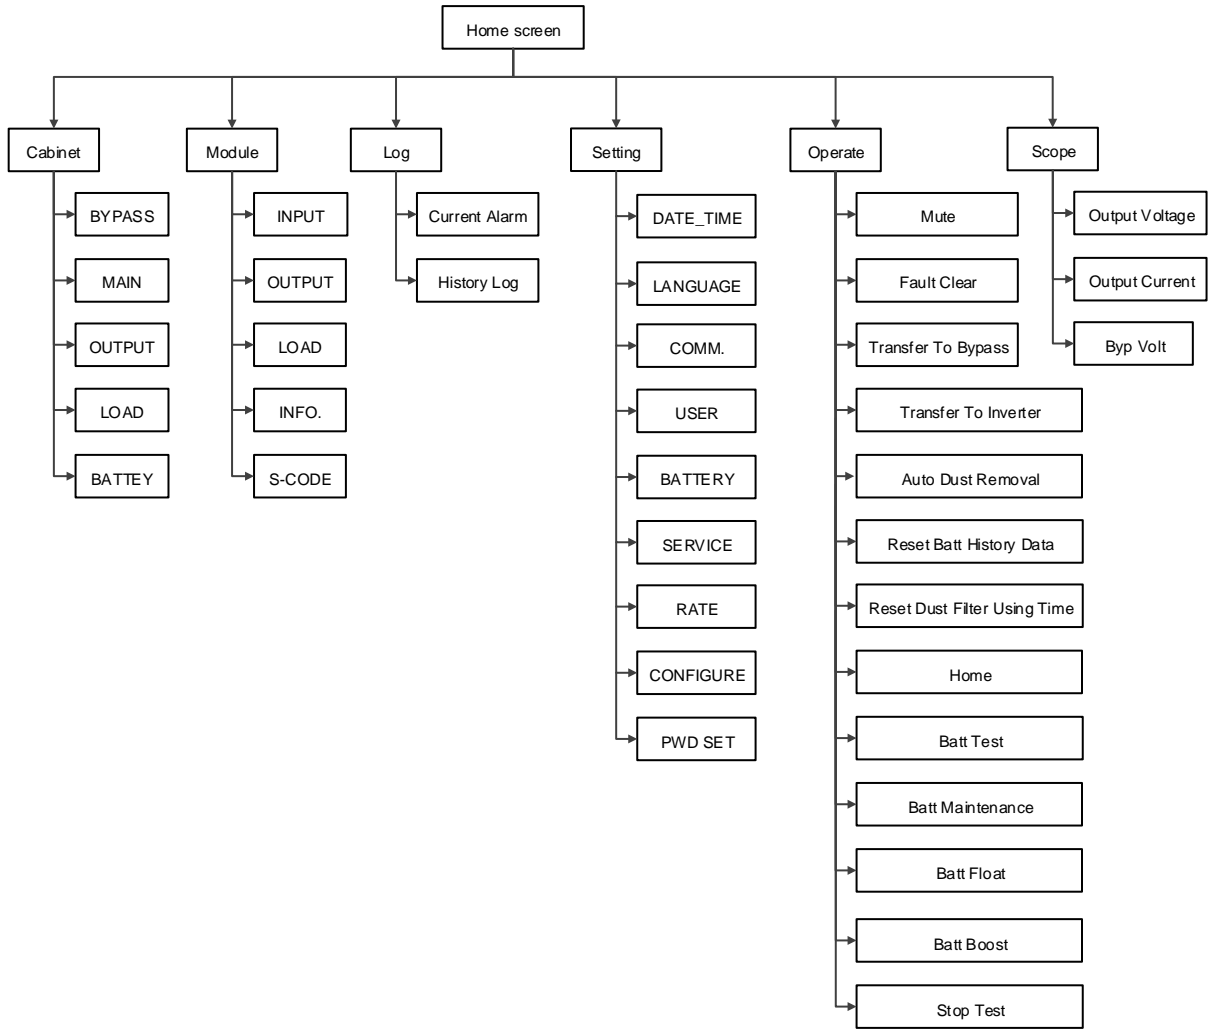 Home screen
Cabinet
BYPASS
MAIN
OUTPUT
LOAD
BATTEY
Module
INPUT
OUTPUT
LOAD
INFO.
S-CODE
Log
Current Alarm
History Log
Setting
DATE_TIME
LANGUAGE
COMM.
USER
BATTERY
SERVICE
RATE
CONFIGURE
PWD SET
Operate
Mute
Fault Clear
Transfer To Bypass
Transfer To Inverter
Auto Dust Removal
Reset Batt History Data
Reset Dust Filter Using Time
Home
Batt Test
Batt Maintenance
Batt Float
Batt Boost
Stop Test
Scope
Output Voltage
Output Current
Byp Volt